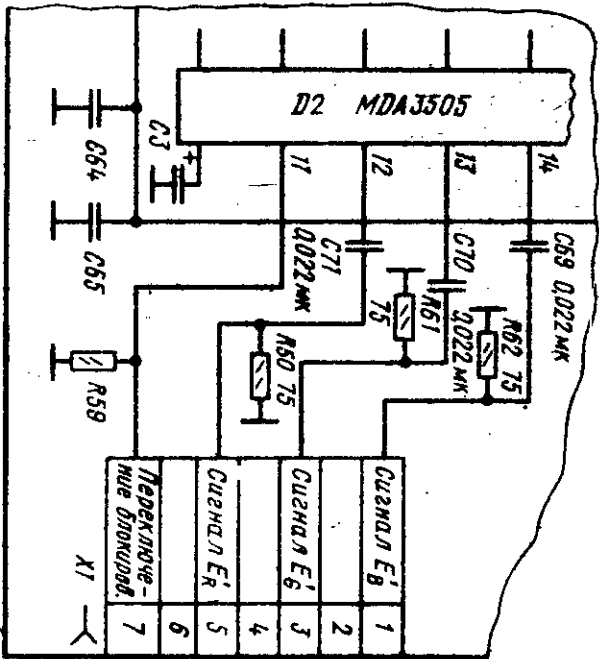 D2 MDA3505
11
12
13
14
C64
C3
+
C65
C71
0,022 мк
C70
0,022 мк
C69 0,022 мк
R61
75
R62 75
R60 75
R59
Сигнал E'B
1
2
Сигнал E'G
3
4
Сигнал E'R
5
6
Переключе-
ние блокиров.
7
X1